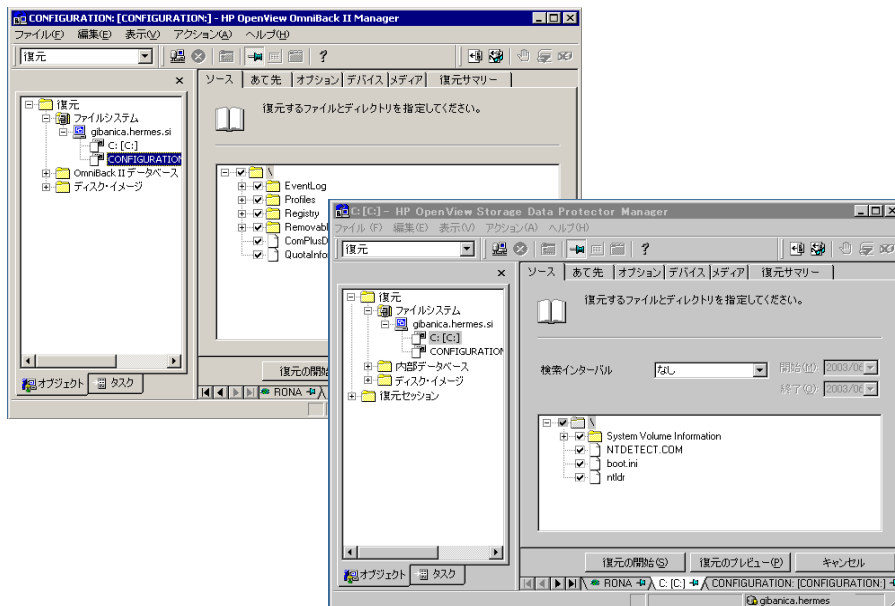 CONFIGURATION: [CONFIGURATION:] - HP OpenView OmniBack II Manager
ファイル(F) 編集(E) 表示(V) アクション(A) ヘルプ(H)
復元
?
×
復元
ファイルシステム
gibanica.hermes.si
C: [C:]
CONFIGURATION
OmniBack II データベース
ディスク・イメージ
オブジェクト タスク
ソース あて先 オプション デバイス メディア 復元サマリー
復元するファイルとディレクトリを指定してください。
\
EventLog
Profiles
Registry
Removabl
ComPlusD
QuotaInfo
復元の開始
RONA
C: [C:] - HP OpenView Storage Data Protector Manager
ファイル(F) 編集(E) 表示(V) アクション(A) ヘルプ(H)
復元
?
×
復元
ファイルシステム
gibanica.hermes.si
C: [C:]
CONFIGURATION
内部データベース
ディスク・イメージ
復元セッション
オブジェクト タスク
ソース あて先 オプション デバイス メディア 復元サマリー
復元するファイルとディレクトリを指定してください。
検索インターバル なし 開始(M): 2003/06
終了(O): 2003/06
\
System Volume Information
NTDETECT.COM
boot.ini
ntldr
復元の開始(S) 復元のプレビュー(P) キャンセル
RONA C: [C:] CONFIGURATION: [CONFIGURATION:]
gibanica.hermes